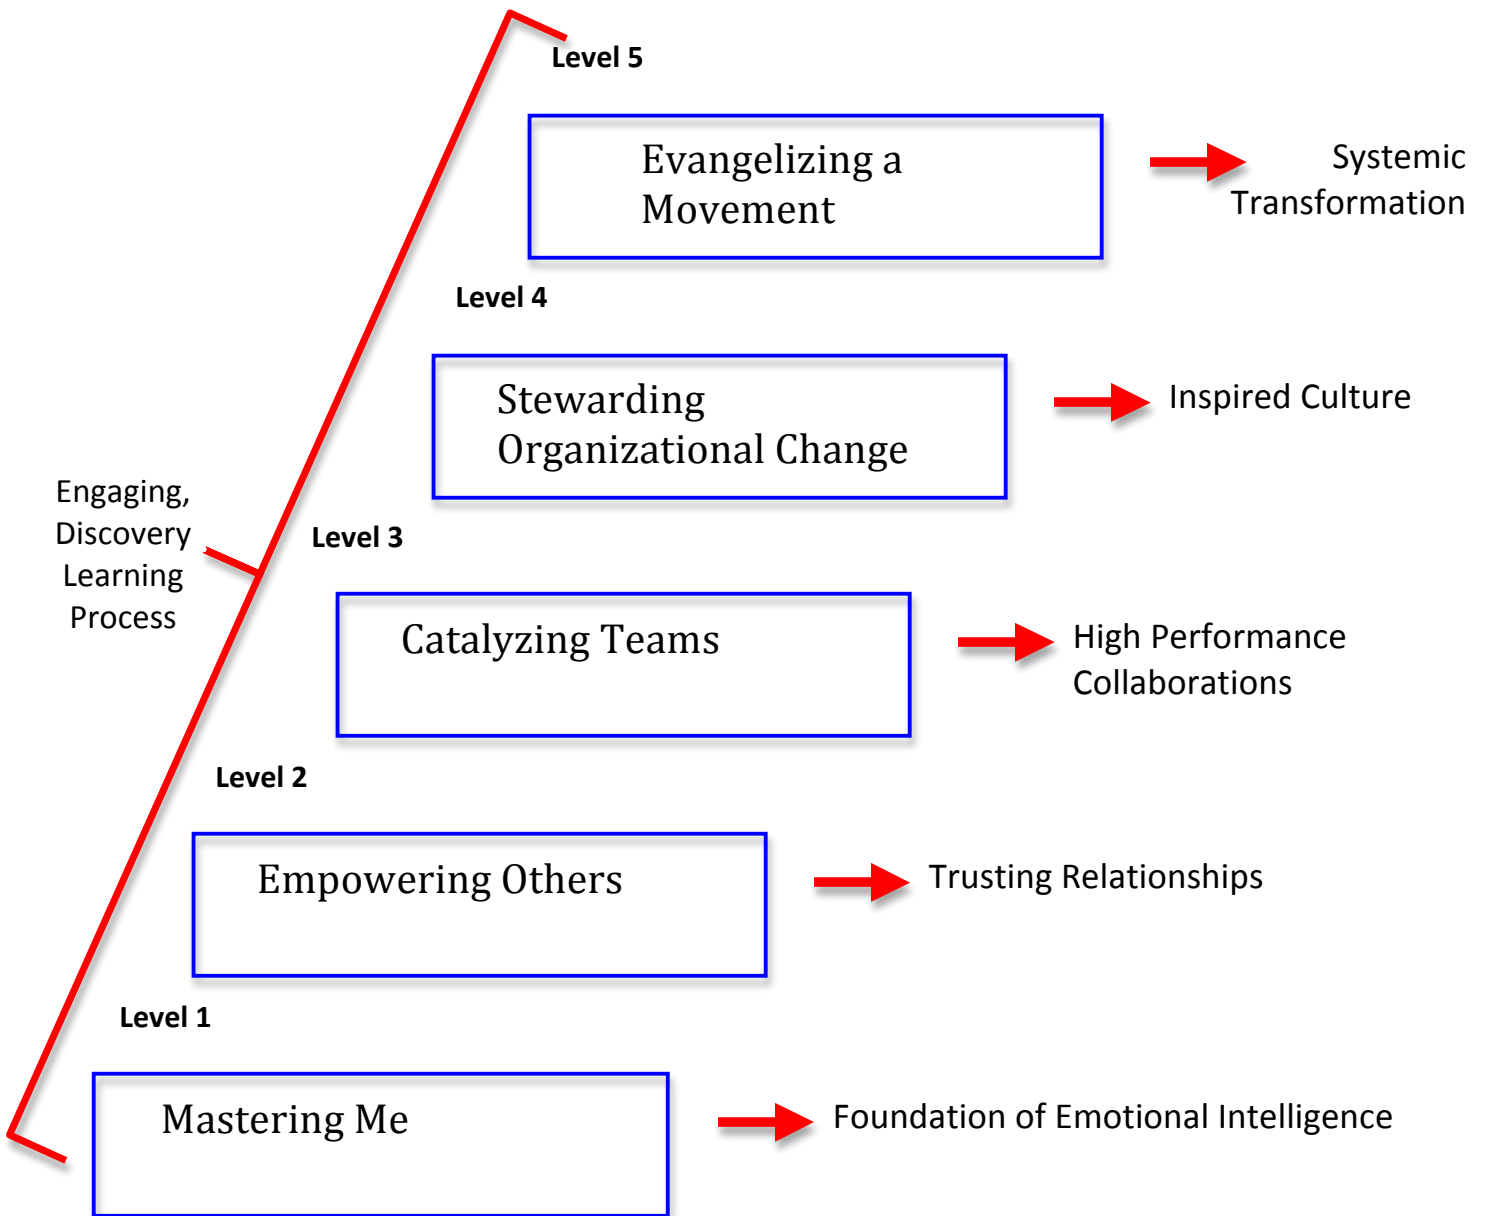 Level 5
Evangelizing a
Movement
Systemic
Transformation
Level 4
Stewarding
Organizational Change
Inspired Culture
Engaging,
Discovery
Learning
Process
Level 3
Catalyzing Teams
High Performance
Collaborations
Level 2
Empowering Others
Trusting Relationships
Level 1
Mastering Me
Foundation of Emotional Intelligence